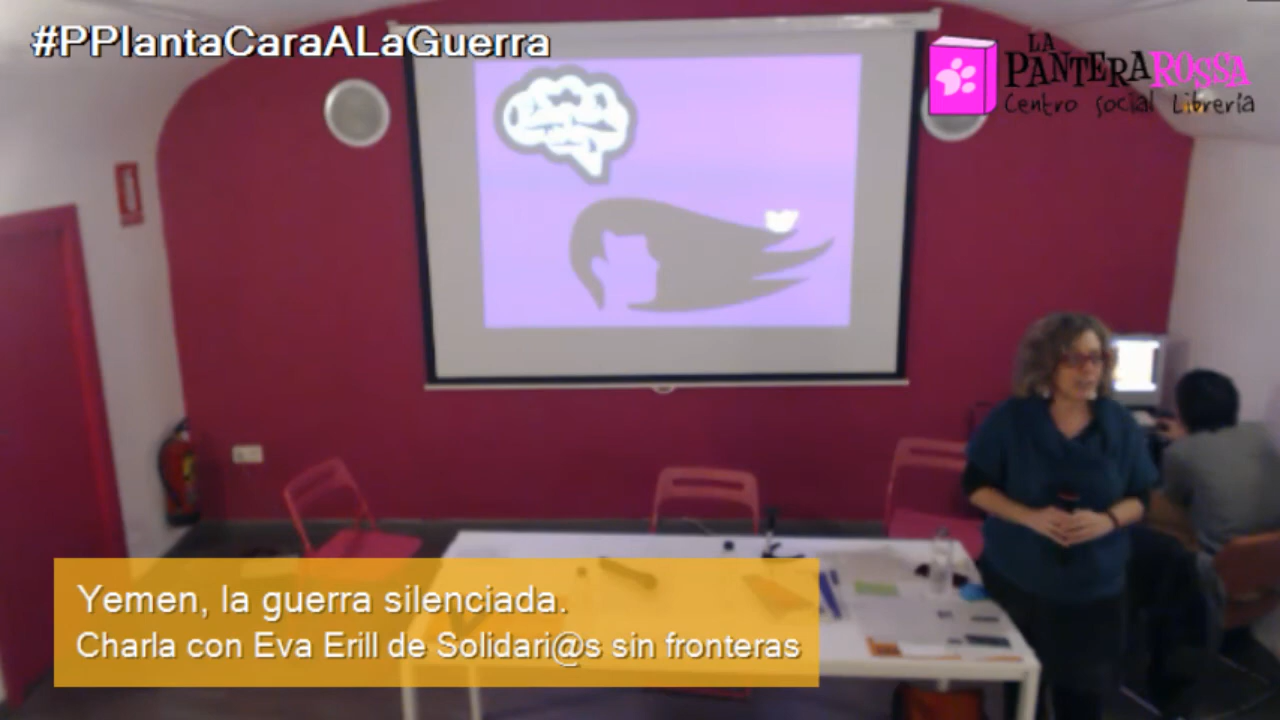 #PPlantaCaraALaGuerra
LA
PANTERA ROSSA
Centro social Librería
Yemen, la guerra silenciada.
Charla con Eva Erill de Solidari@s sin fronteras